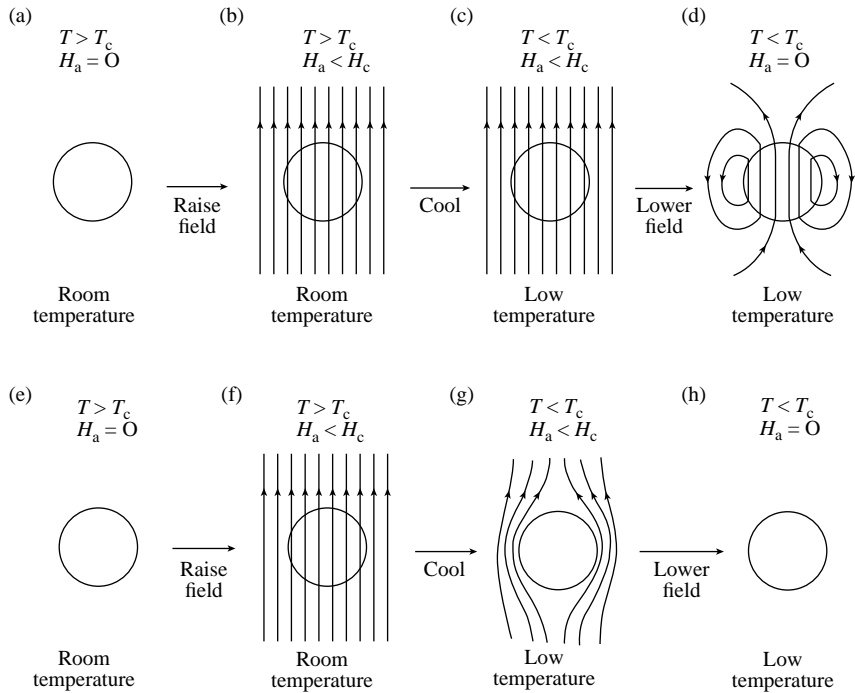 (a)
T > Tc
Ha = O
Room
temperature
Raise
field
(b)
T > Tc
Ha < Hc
Room
temperature
Cool
(c)
T < Tc
Ha < Hc
Low
temperature
Lower
field
(d)
T < Tc
Ha = O
Low
temperature
(e)
T > Tc
Ha = O
Room
temperature
Raise
field
(f)
T > Tc
Ha < Hc
Room
temperature
Cool
(g)
T < Tc
Ha < Hc
Low
temperature
Lower
field
(h)
T < Tc
Ha = O
Low
temperature